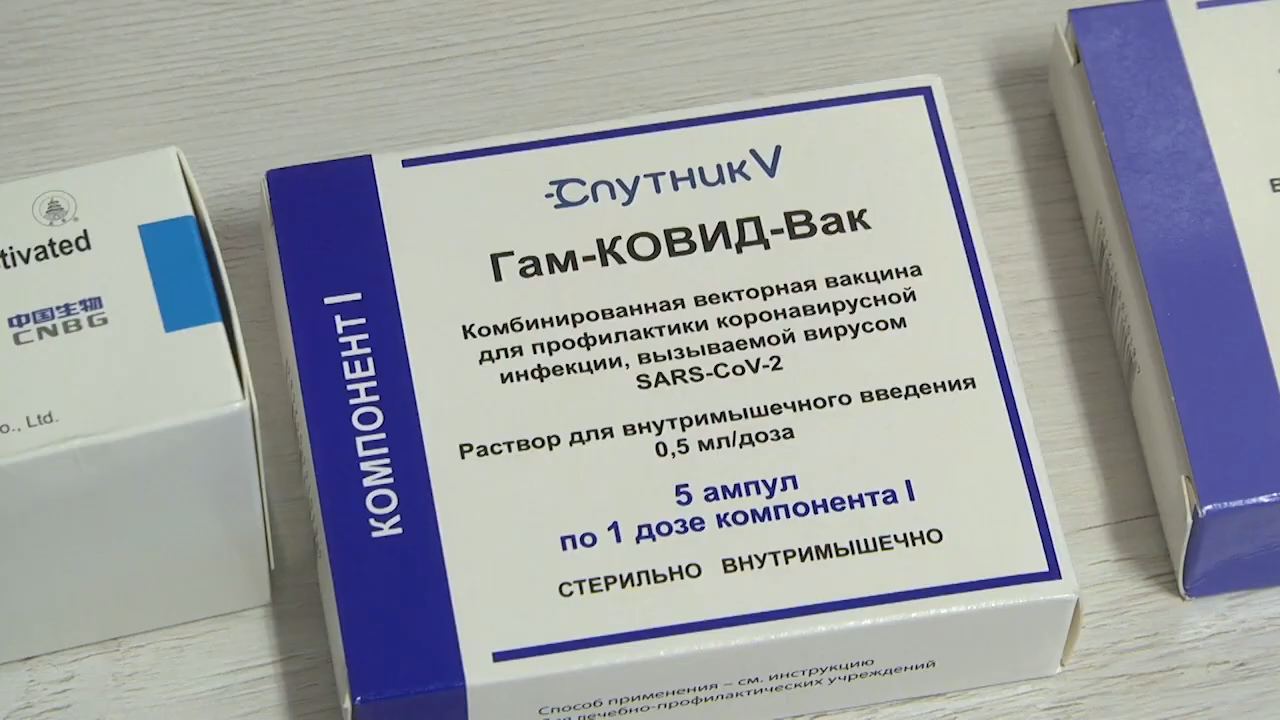 tivated
中国生物
CNBG
o., Ltd.
КОМПОНЕНТ I
Спутник V
Гам-КОВИД-Вак
Комбинированная векторная вакцина
для профилактики коронавирусной
инфекции, вызываемой вирусом
SARS-CoV-2
Раствор для внутримышечного введения
0,5 мл/доза
5 ампул
по 1 дозе компонента I
СТЕРИЛЬНО ВНУТРИМЫШЕЧНО
Способ применения – см. инструкцию
Для лечебно-профилактических учреждений